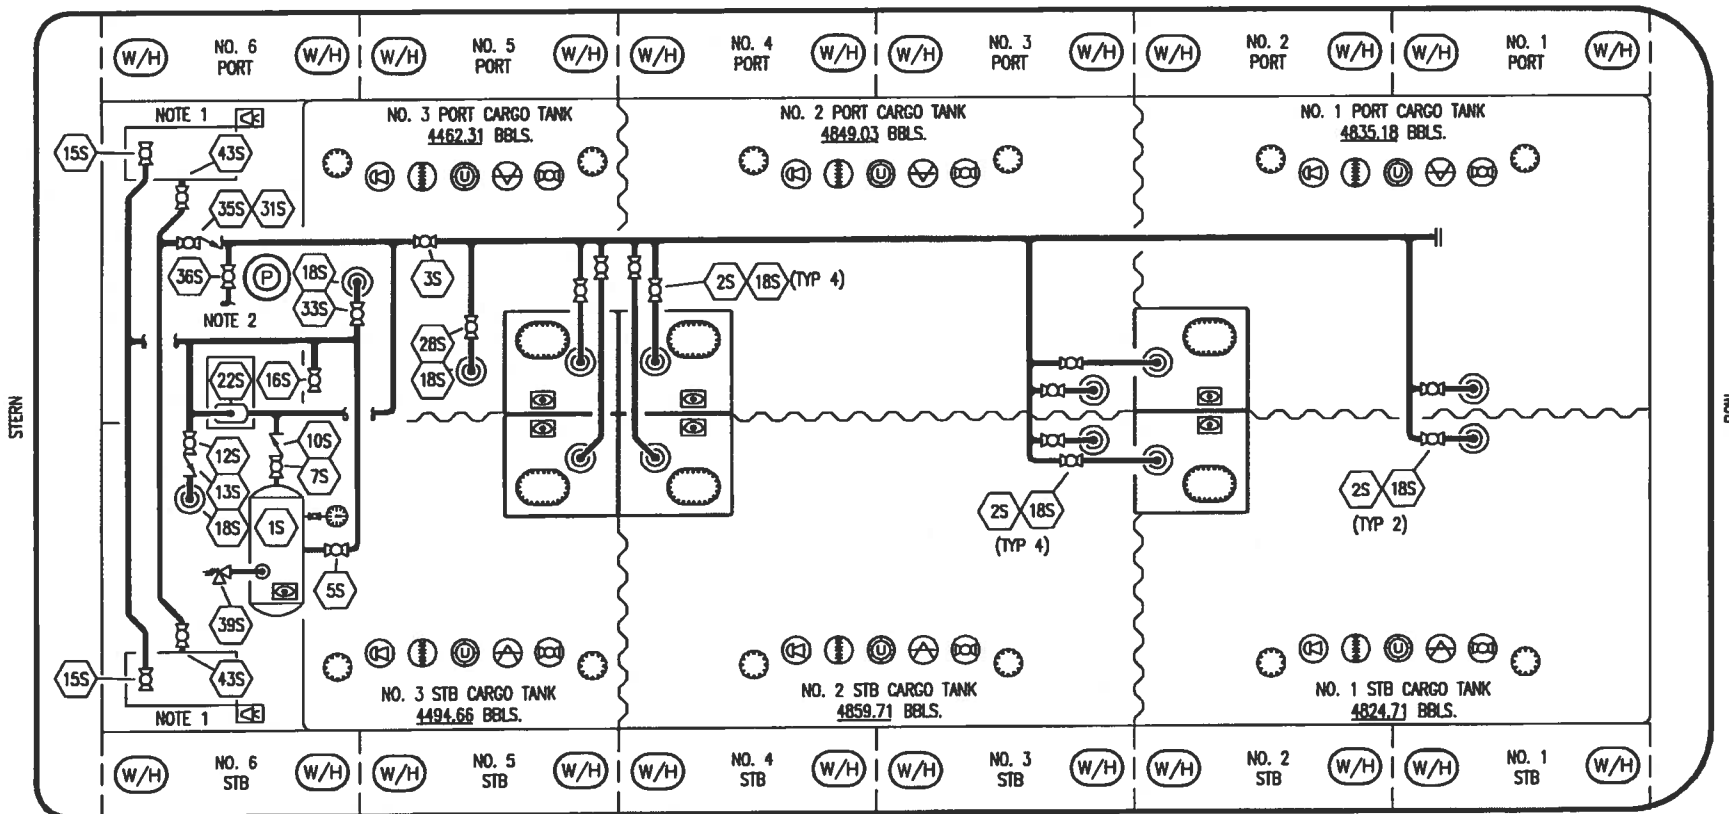 W/H
NO. 6
PORT
W/H
W/H
NO. 5
PORT
W/H
W/H
NO. 4
PORT
W/H
W/H
NO. 3
PORT
W/H
W/H
NO. 2
PORT
W/H
W/H
NO. 1
PORT
W/H
NOTE 1
NO. 3 PORT CARGO TANK
4462.31 BBLS.
NO. 2 PORT CARGO TANK
4849.03 BBLS.
NO. 1 PORT CARGO TANK
4835.18 BBLS.
15S
43S
U
U
U
35S
31S
36S
P
18S
33S
3S
2S
18S
(TYP 4)
NOTE 2
28S
18S
22S
16S
STERN
12S
13S
18S
10S
7S
1S
5S
39S
2S
18S
(TYP 4)
2S
18S
(TYP 2)
15S
43S
U
U
U
NOTE 1
NO. 3 STB CARGO TANK
4494.66 BBLS.
NO. 2 STB CARGO TANK
4859.71 BBLS.
NO. 1 STB CARGO TANK
4824.71 BBLS.
W/H
NO. 6
STB
W/H
W/H
NO. 5
STB
W/H
W/H
NO. 4
STB
W/H
W/H
NO. 3
STB
W/H
W/H
NO. 2
STB
W/H
W/H
NO. 1
STB
W/H